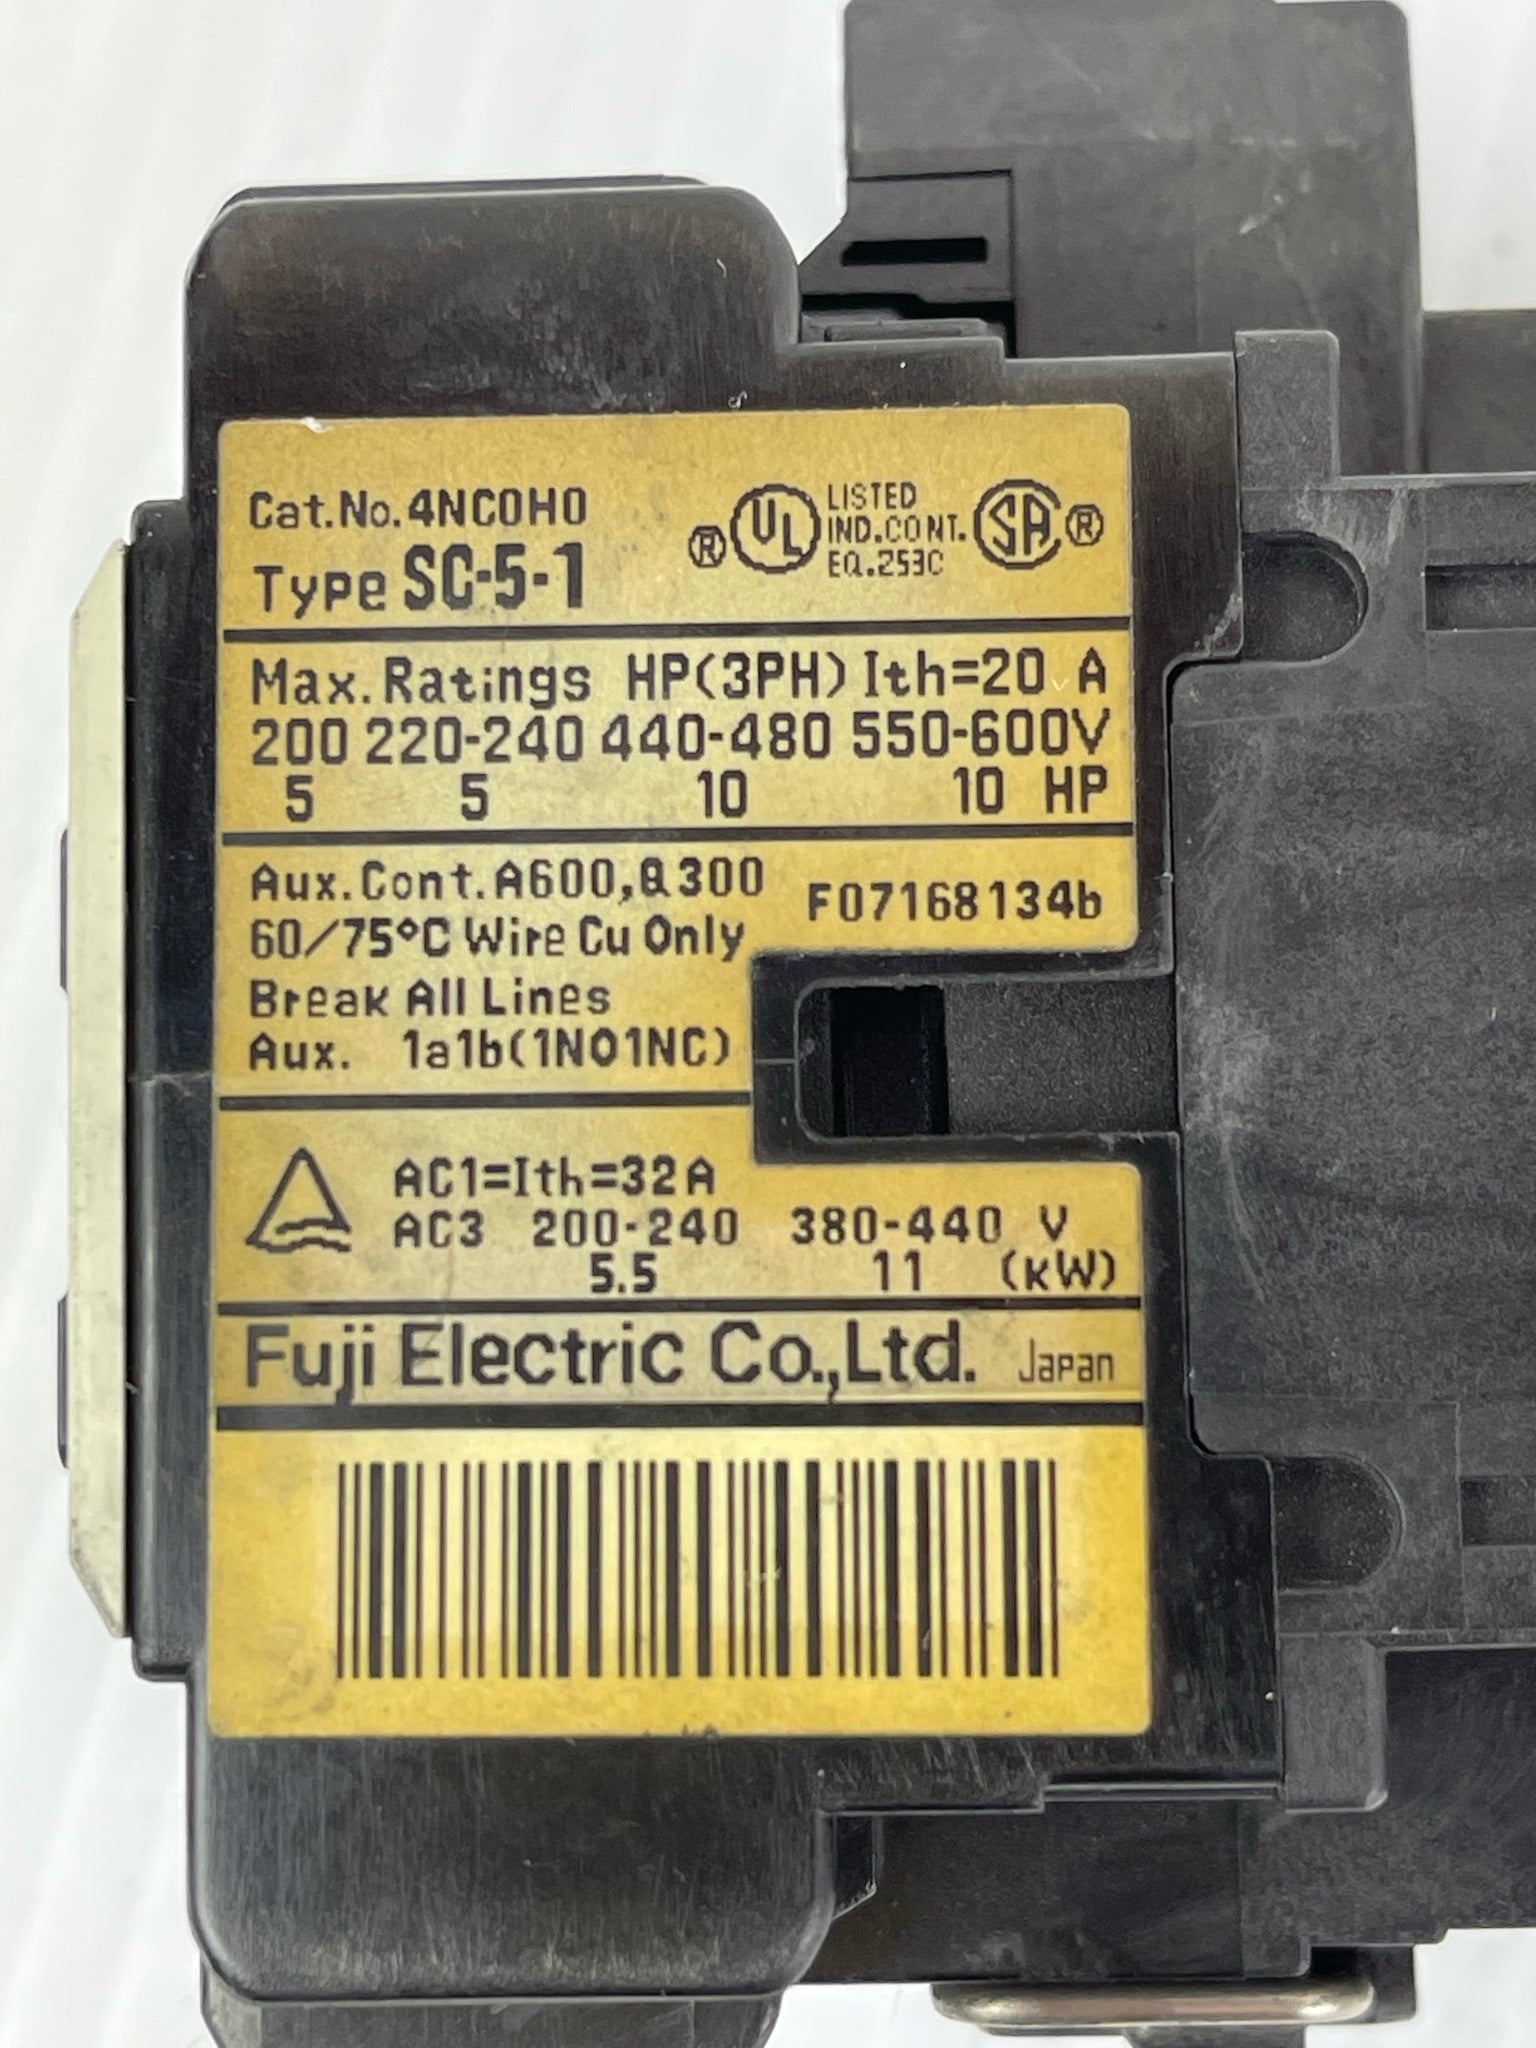 Cat.No.4NC0H0
Type SC-5-1
® UL LISTED IND.CONT. EQ.253C SA ®
Max.Ratings HP(3PH) Ith=20 A
200 220-240 440-480 550-600V
5 5 10 10 HP
Aux.Cont.A600,Q300
60/75°C Wire Cu Only
F07168134b
Break All Lines
Aux. 1a1b(1NO1NC)
AC1=Ith=32A
AC3 200-240 380-440 V
5.5 11 (kW)
Fuji Electric Co.,Ltd. Japan